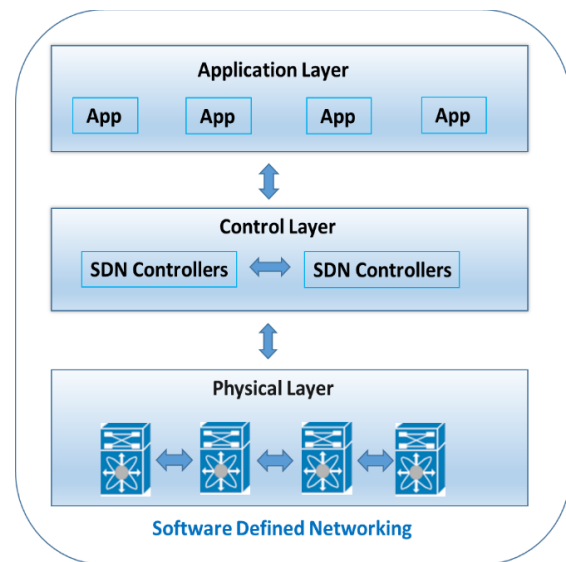 Application Layer
App App App App
Control Layer
SDN Controllers SDN Controllers
Physical Layer
Software Defined Networking